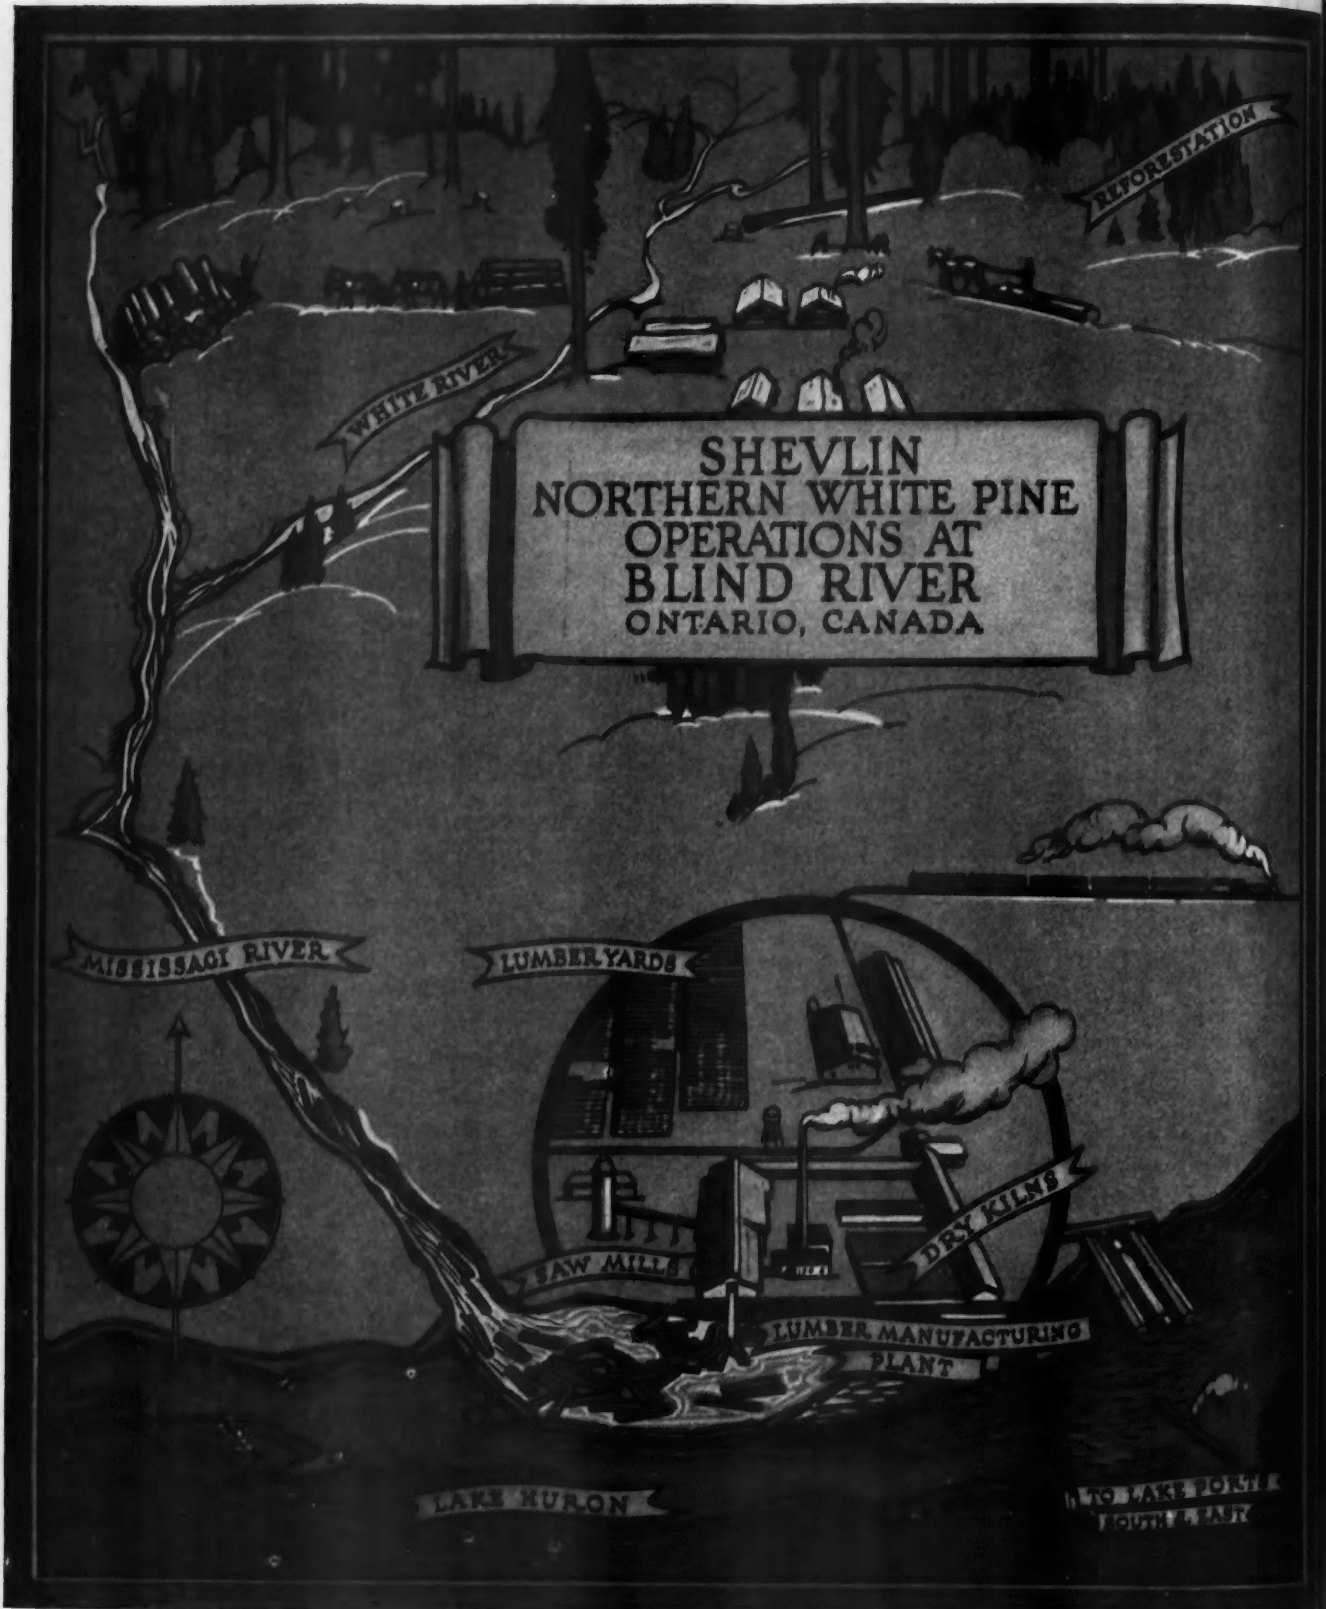 REFORESTATION
WHITE RIVER
SHEVLIN
NORTHERN WHITE PINE
OPERATIONS AT
BLIND RIVER
ONTARIO, CANADA
MISSISSAGI RIVER
LUMBER YARDS
DRY KILNS
SAW MILLS
LUMBER MANUFACTURING
PLANT
LAKE HURON
TO LAKE PORTS
SOUTH & EAST